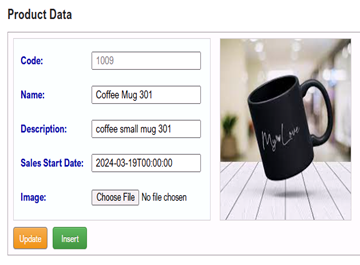 Product Data
Code: 1009
Name: Coffee Mug 301
Description: coffee small mug 301
Sales Start Date: 2024-03-19T00:00:00
Image: Choose File No file chosen
My Love
Update Insert